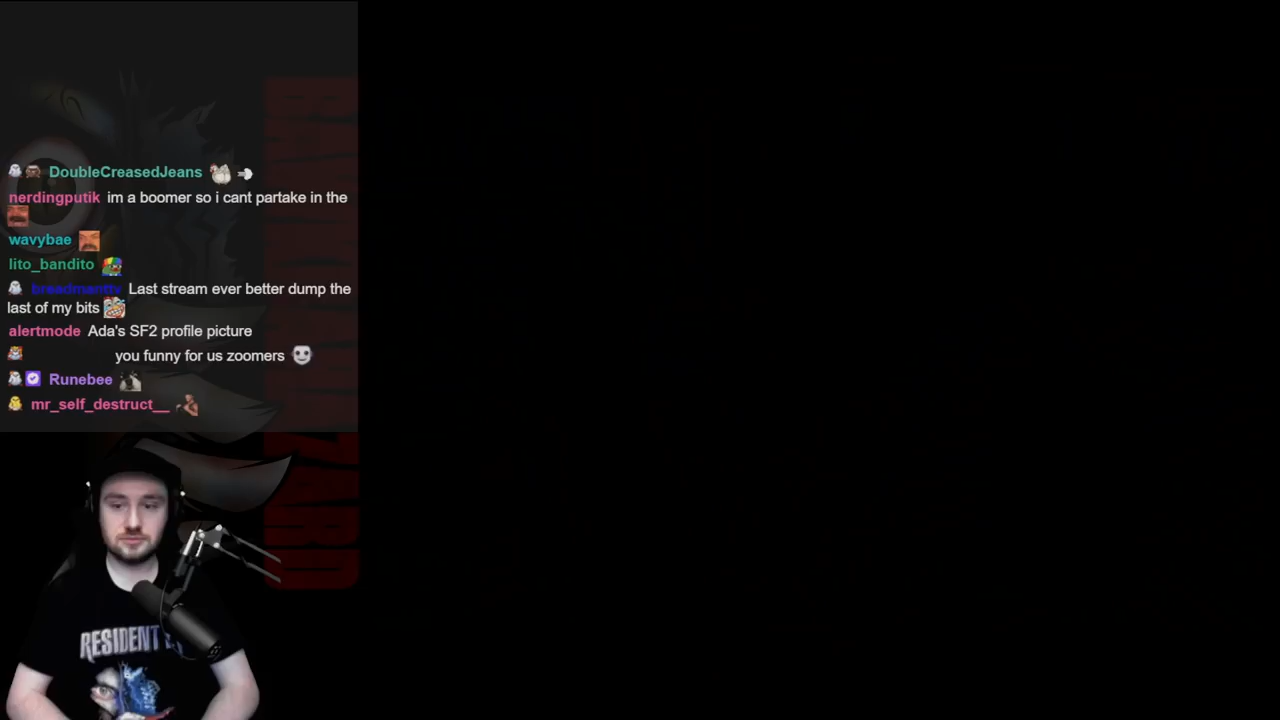 DoubleCreasedJeans
nerdingputik im a boomer so i cant partake in the
wavybae
lito_bandito
breadmanttv Last stream ever better dump the
last of my bits
alertmode Ada's SF2 profile picture
you funny for us zoomers
Runebee
mr_self_destruct__
RESIDENT